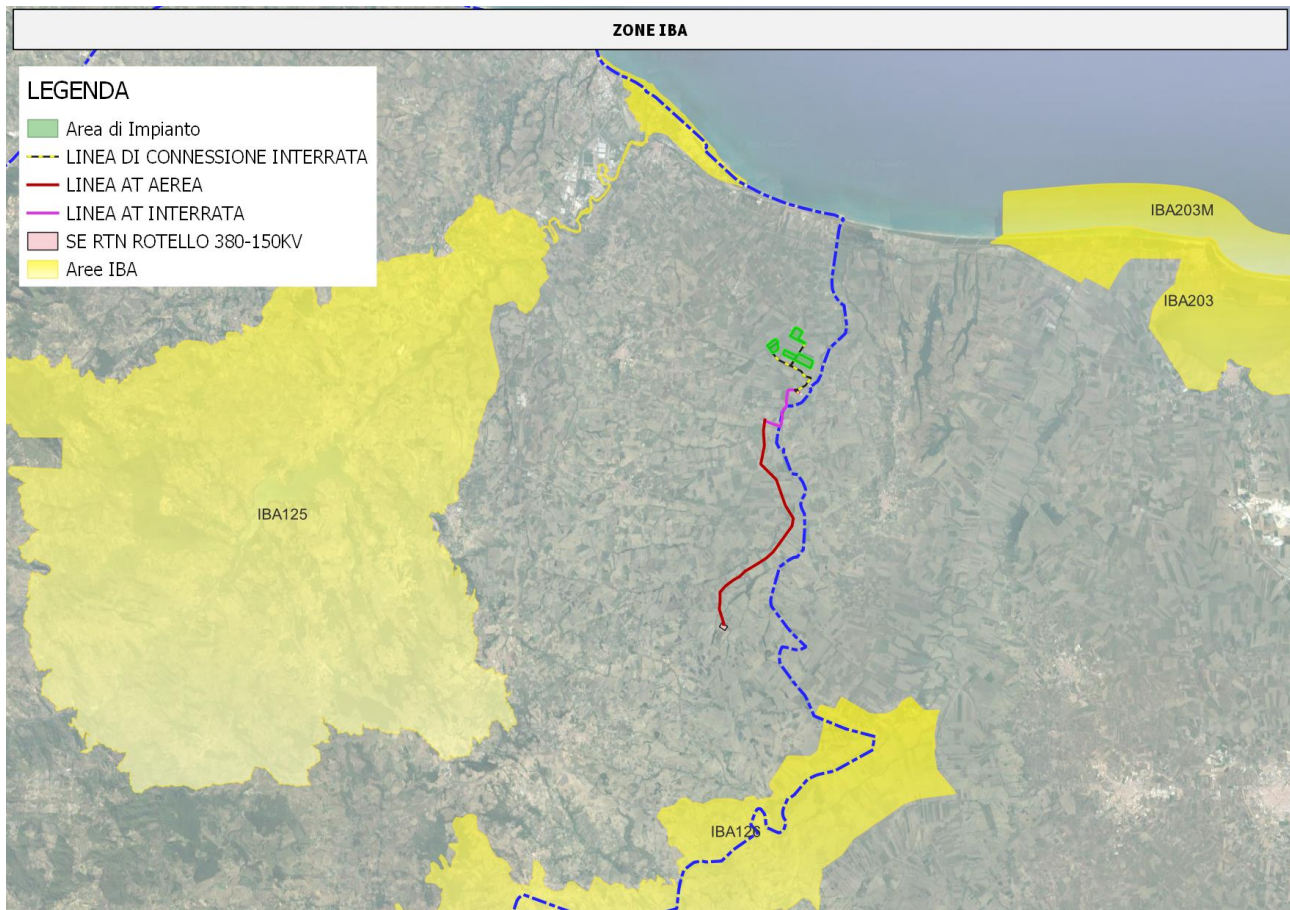 ZONE IBA
LEGENDA
Area di Impianto
LINEA DI CONNESSIONE INTERRATA
LINEA AT AEREA
LINEA AT INTERRATA
SE RTN ROTELLO 380-150KV
Aree IBA
IBA203M
IBA203
IBA125
IBA126